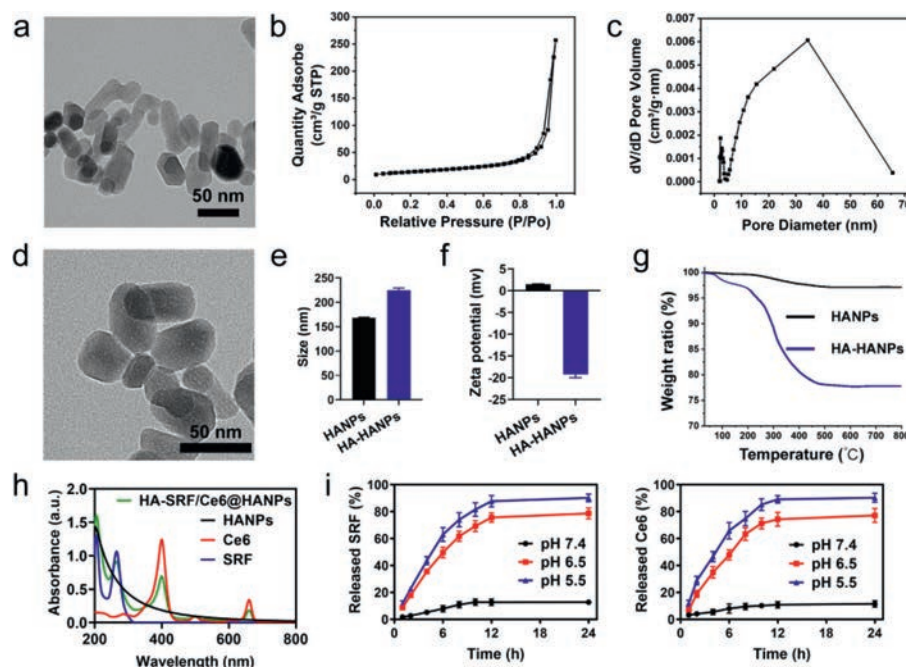 a
50 nm
b
Quantity Adsorbe
(cm³/g STP)
300
250
200
150
100
50
0
0.0 0.2 0.4 0.6 0.8 1.0
Relative Pressure (P/Po)
c
dV/dD Pore Volume
(cm³/g·nm)
0.007
0.006
0.005
0.004
0.003
0.002
0.001
0.000
0 10 20 30 40 50 60 70
Pore Diameter (nm)
d
50 nm
e
Size (nm)
250
200
150
100
50
0
HANPs
HA-HANPs
f
Zeta potential (mv)
5
0
-5
-10
-15
-20
-25
HANPs
HA-HANPs
g
Weight ratio (%)
100
95
90
85
80
75
70
HANPs
HA-HANPs
100 200 300 400 500 600 700 800
Temperature (°C)
h
Absorbance (a.u.)
2.0
1.5
1.0
0.5
0.0
HA-SRF/Ce6@HANPs
HANPs
Ce6
SRF
200 400 600 800
Wavelength (nm)
i
Released SRF (%)
100
80
60
40
20
0
pH 7.4
pH 6.5
pH 5.5
0 6 12 18 24
Time (h)
Released Ce6 (%)
100
80
60
40
20
0
pH 7.4
pH 6.5
pH 5.5
0 6 12 18 24
Time (h)